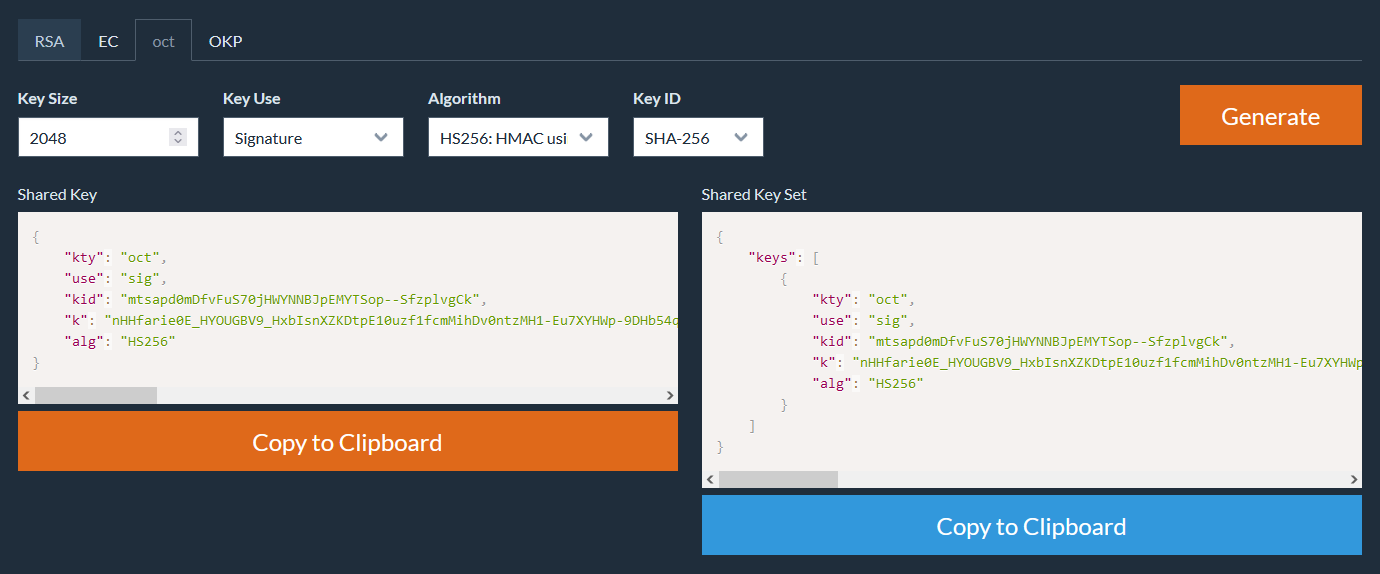 RSA EC oct OKP
Key Size Key Use Algorithm Key ID
2048 Signature HS256: HMAC usi SHA-256
Generate
Shared Key
{
"kty": "oct",
"use": "sig",
"kid": "mtsapd0mDfvFuS70jHWYNNBJpEMYTSop--SfzplvgCk",
"k": "nHHfarie0E_HYOUGBV9_HxbIsnXZKDtpE10uzf1fcmMihDv0ntzMH1-Eu7XYHWp-9DHb54d
"alg": "HS256"
}
Copy to Clipboard
Shared Key Set
{
"keys": [
{
"kty": "oct",
"use": "sig",
"kid": "mtsapd0mDfvFuS70jHWYNNBJpEMYTSop--SfzplvgCk",
"k": "nHHfarie0E_HYOUGBV9_HxbIsnXZKDtpE10uzf1fcmMihDv0ntzMH1-Eu7XYHWp
"alg": "HS256"
}
]
}
Copy to Clipboard